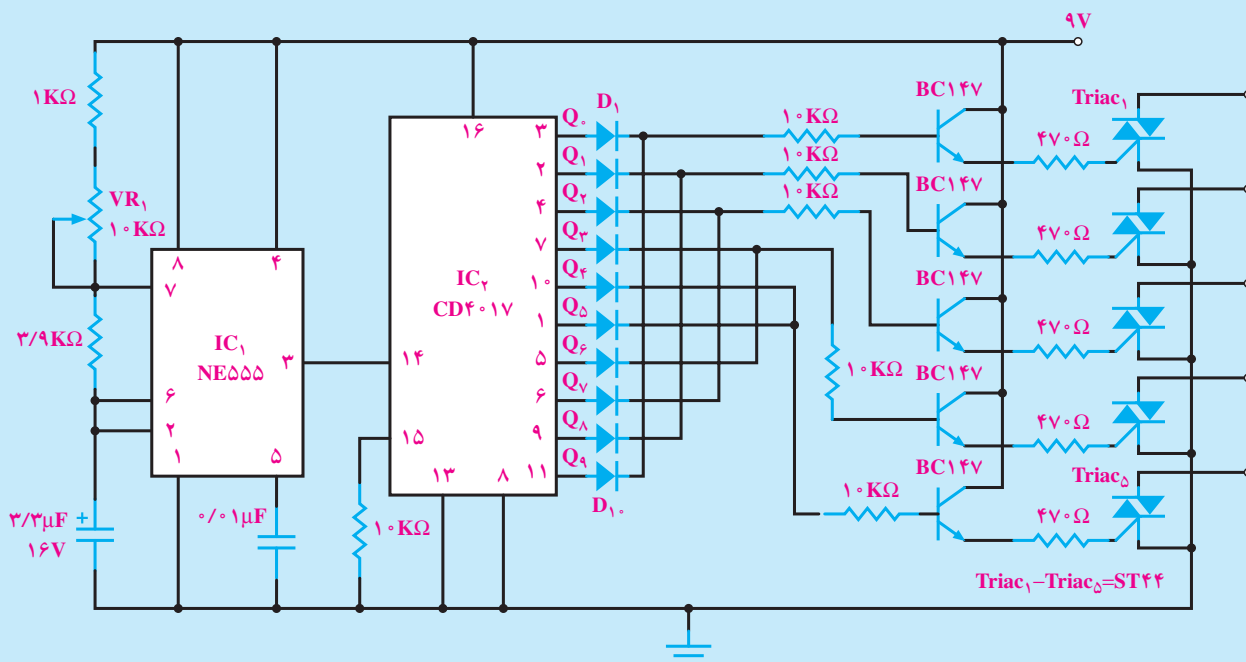 ۹V
۱KΩ
VR۱
۱۰KΩ
۳/۹KΩ
۳/۳µF
+
۱۶V
۸
۴
۷
IC۱
NE۵۵۵
۳
۶
۲
۱
۵
۰/۰۱µF
۱۶
IC۲
CD۴۰۱۷
۱۴
۱۵
۱۳
۸
۱۰KΩ
۳
۲
۴
۷
۱۰
۱
۵
۶
۹
۱۱
Q۰
Q۱
Q۲
Q۳
Q۴
Q۵
Q۶
Q۷
Q۸
Q۹
D۱
D۱۰
۱۰KΩ
۱۰KΩ
۱۰KΩ
۱۰KΩ
۱۰KΩ
BC۱۴۷
BC۱۴۷
BC۱۴۷
BC۱۴۷
BC۱۴۷
۴۷۰Ω
۴۷۰Ω
۴۷۰Ω
۴۷۰Ω
۴۷۰Ω
Triac۱
Triac۵
Triac۱–Triac۵=ST۴۴